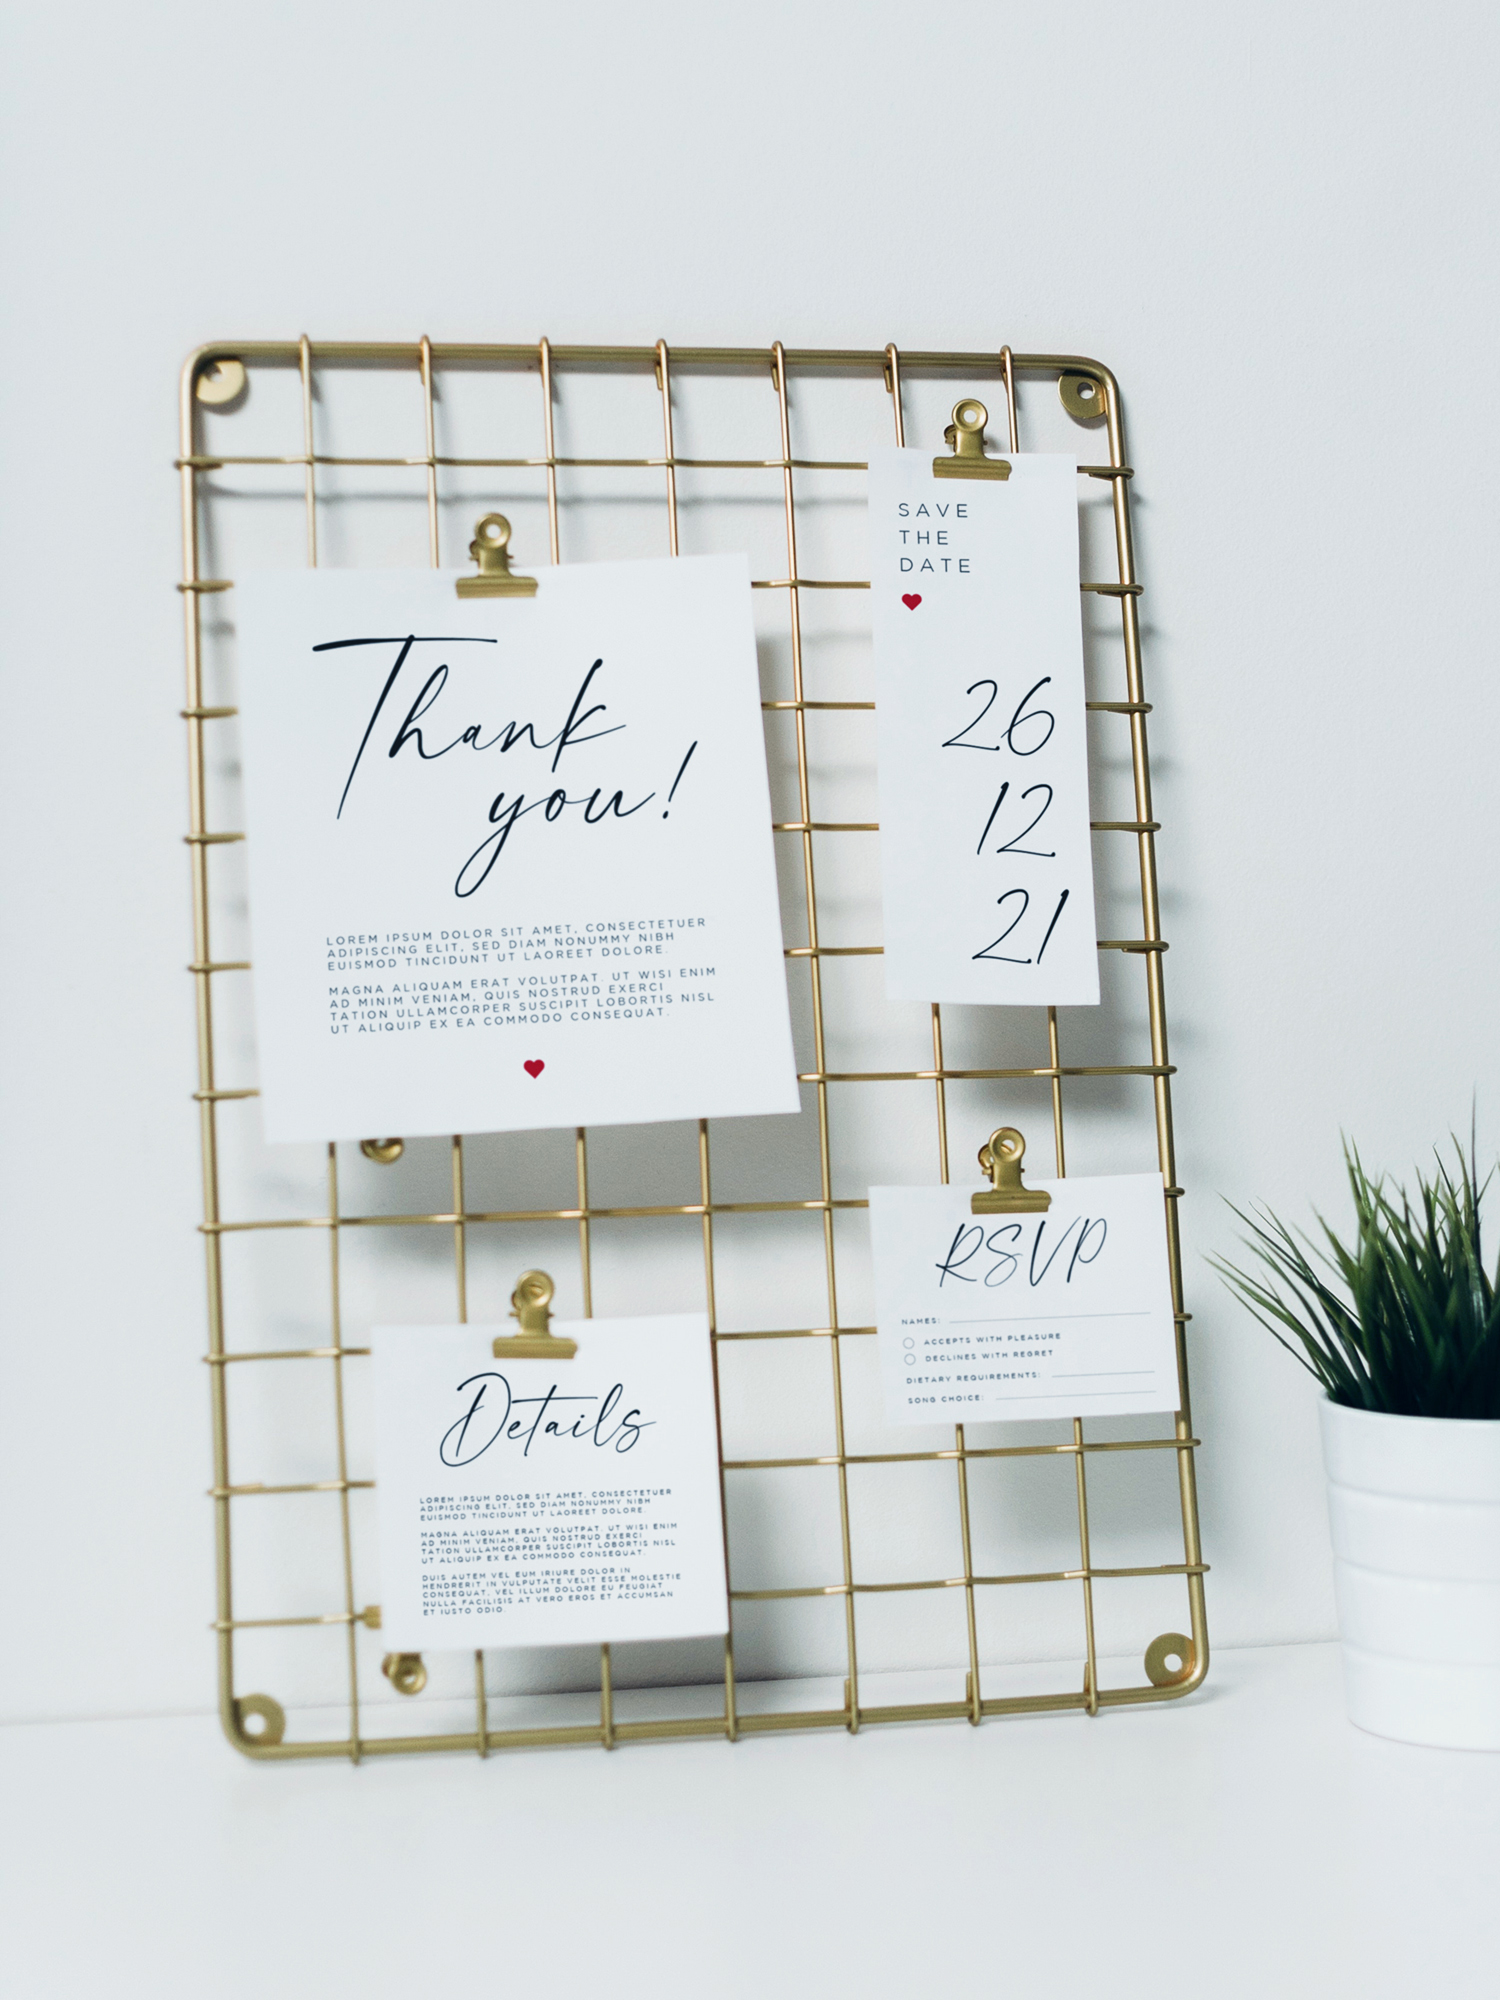 Thank
you!
LOREM IPSUM DOLOR SIT AMET, CONSECTETUER
ADIPISCING ELIT, SED DIAM NONUMMY NIBH
EUISMOD TINCIDUNT UT LAOREET DOLORE.
MAGNA ALIQUAM ERAT VOLUTPAT. UT WISI ENIM
AD MINIM VENIAM, QUIS NOSTRUD EXERCI
TATION ULLAMCORPER SUSCIPIT LOBORTIS NISL
UT ALIQUIP EX EA COMMODO CONSEQUAT.
SAVE
THE
DATE
26
12
21
Details
LOREM IPSUM DOLOR SIT AMET, CONSECTETUER
ADIPISCING ELIT, SED DIAM NONUMMY NIBH
EUISMOD TINCIDUNT UT LAOREET DOLORE.
MAGNA ALIQUAM ERAT VOLUTPAT. UT WISI ENIM
AD MINIM VENIAM, QUIS NOSTRUD EXERCI
TATION ULLAMCORPER SUSCIPIT LOBORTIS NISL
UT ALIQUIP EX EA COMMODO CONSEQUAT.
DUIS AUTEM VEL EUM IRIURE DOLOR IN
HENDRERIT IN VULPUTATE VELIT ESSE MOLESTIE
CONSEQUAT, VEL ILLUM DOLORE EU FEUGIAT
NULLA FACILISIS AT VERO EROS ET ACCUMSAN
ET IUSTO ODIO.
RSVP
NAMES:
ACCEPTS WITH PLEASURE
DECLINES WITH REGRET
DIETARY REQUIREMENTS:
SONG CHOICE: